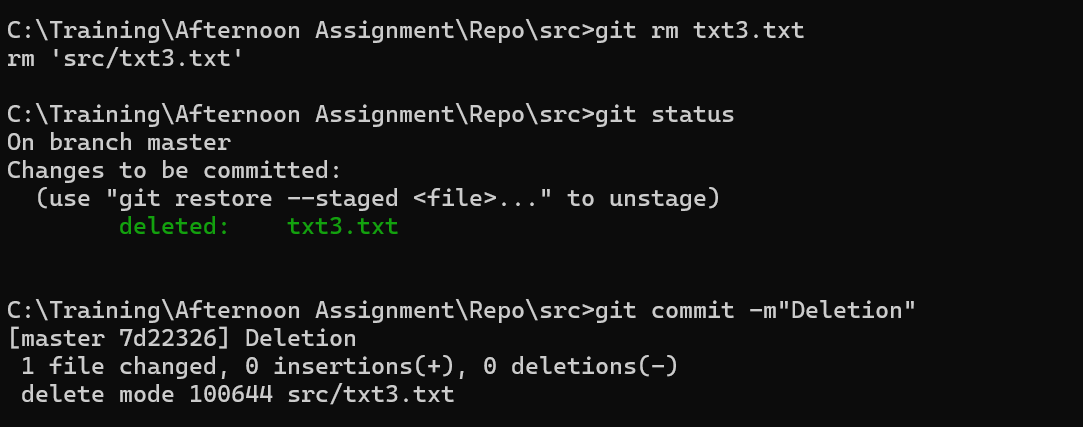 C:\Training\Afternoon Assignment\Repo\src>git rm txt3.txt
rm 'src/txt3.txt'
C:\Training\Afternoon Assignment\Repo\src>git status
On branch master
Changes to be committed:
  (use "git restore --staged <file>..." to unstage)
        deleted:    txt3.txt
C:\Training\Afternoon Assignment\Repo\src>git commit -m"Deletion"
[master 7d22326] Deletion
 1 file changed, 0 insertions(+), 0 deletions(-)
 delete mode 100644 src/txt3.txt